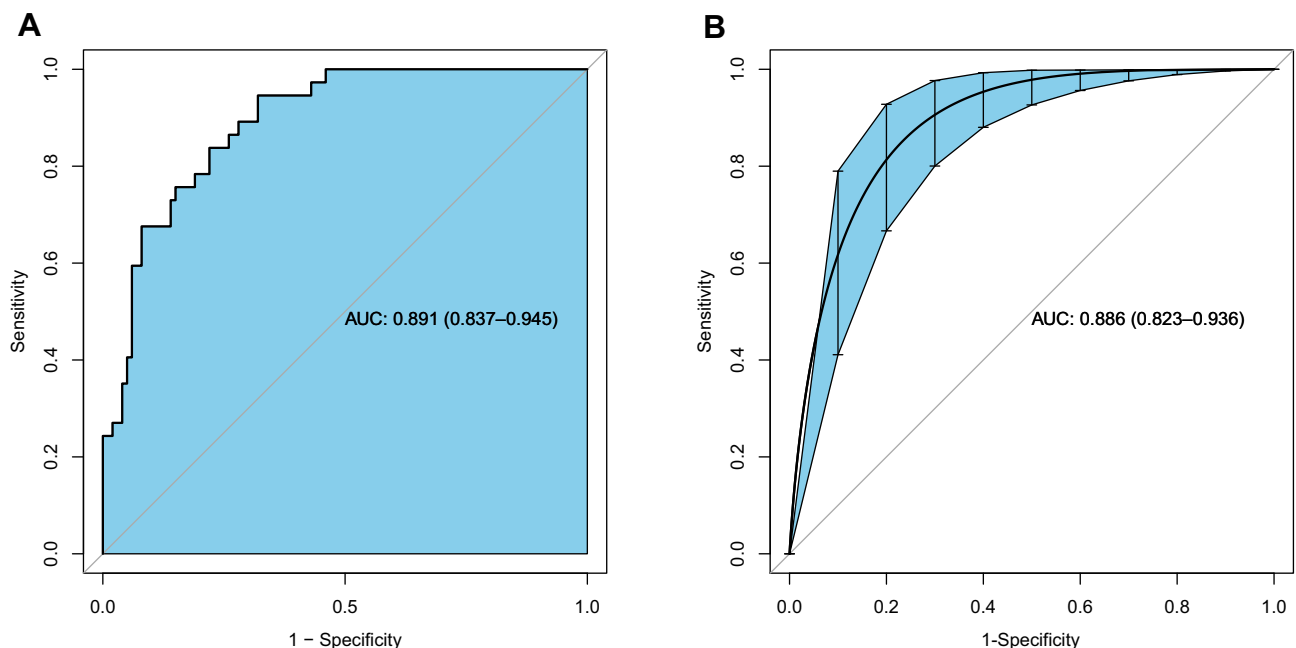 A
1.0
0.8
0.6
0.4
0.2
0.0
Sensitivity
AUC: 0.891 (0.837–0.945)
0.0 0.5 1.0
1 − Specificity
B
1.0
0.8
0.6
0.4
0.2
0.0
Sensitivity
AUC: 0.886 (0.823–0.936)
0.0 0.2 0.4 0.6 0.8 1.0
1-Specificity